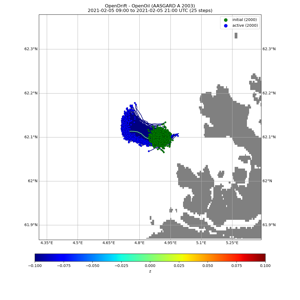 OpenDrift - OpenOil (AASGARD A 2003)
2021-02-05 09:00 to 2021-02-05 21:00 UTC (25 steps)
initial (2000)
active (2000)
62.3°N 62.3°N
62.2°N 62.2°N
62.1°N 62.1°N
62°N 62°N
61.9°N 61.9°N
4.35°E 4.5°E 4.65°E 4.8°E 4.95°E 5.1°E 5.25°E
−0.100 −0.075 −0.050 −0.025 0.000 0.025 0.050 0.075 0.100
z